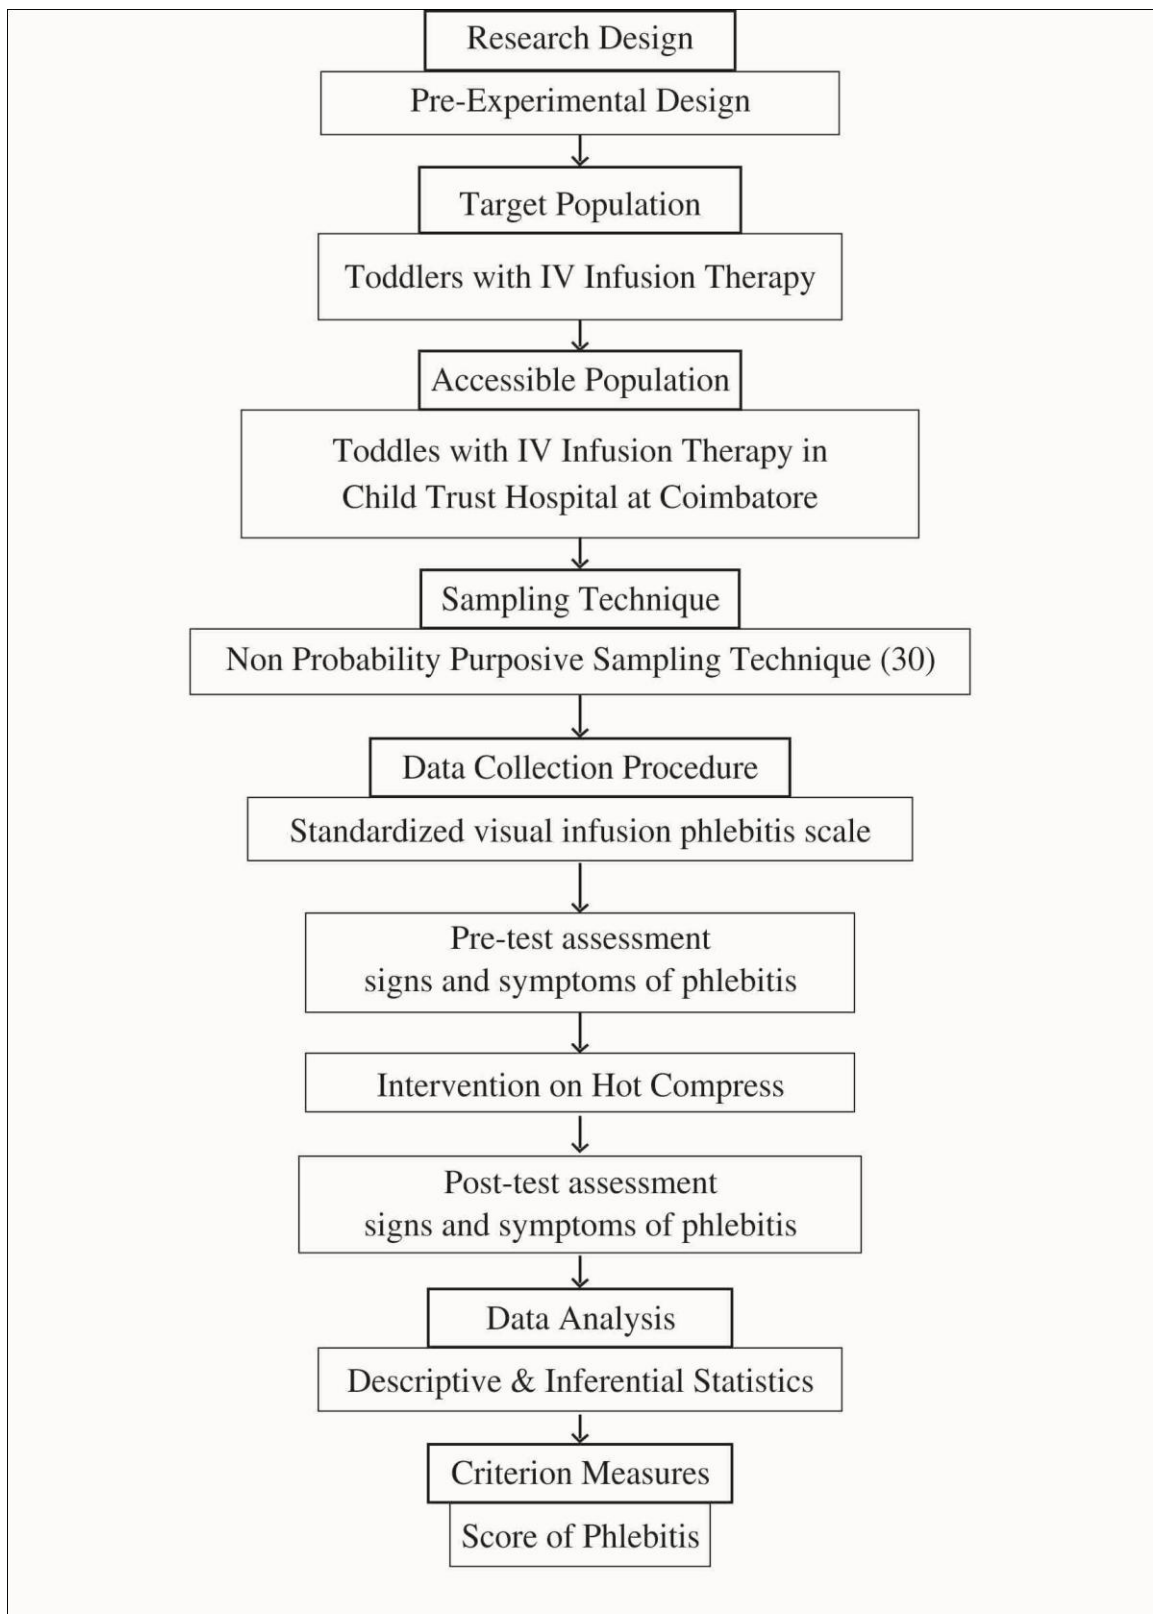 Research Design
Pre-Experimental Design
Target Population
Toddlers with IV Infusion Therapy
Accessible Population
Toddles with IV Infusion Therapy in
Child Trust Hospital at Coimbatore
Sampling Technique
Non Probability Purposive Sampling Technique (30)
Data Collection Procedure
Standardized visual infusion phlebitis scale
Pre-test assessment
signs and symptoms of phlebitis
Intervention on Hot Compress
Post-test assessment
signs and symptoms of phlebitis
Data Analysis
Descriptive & Inferential Statistics
Criterion Measures
Score of Phlebitis